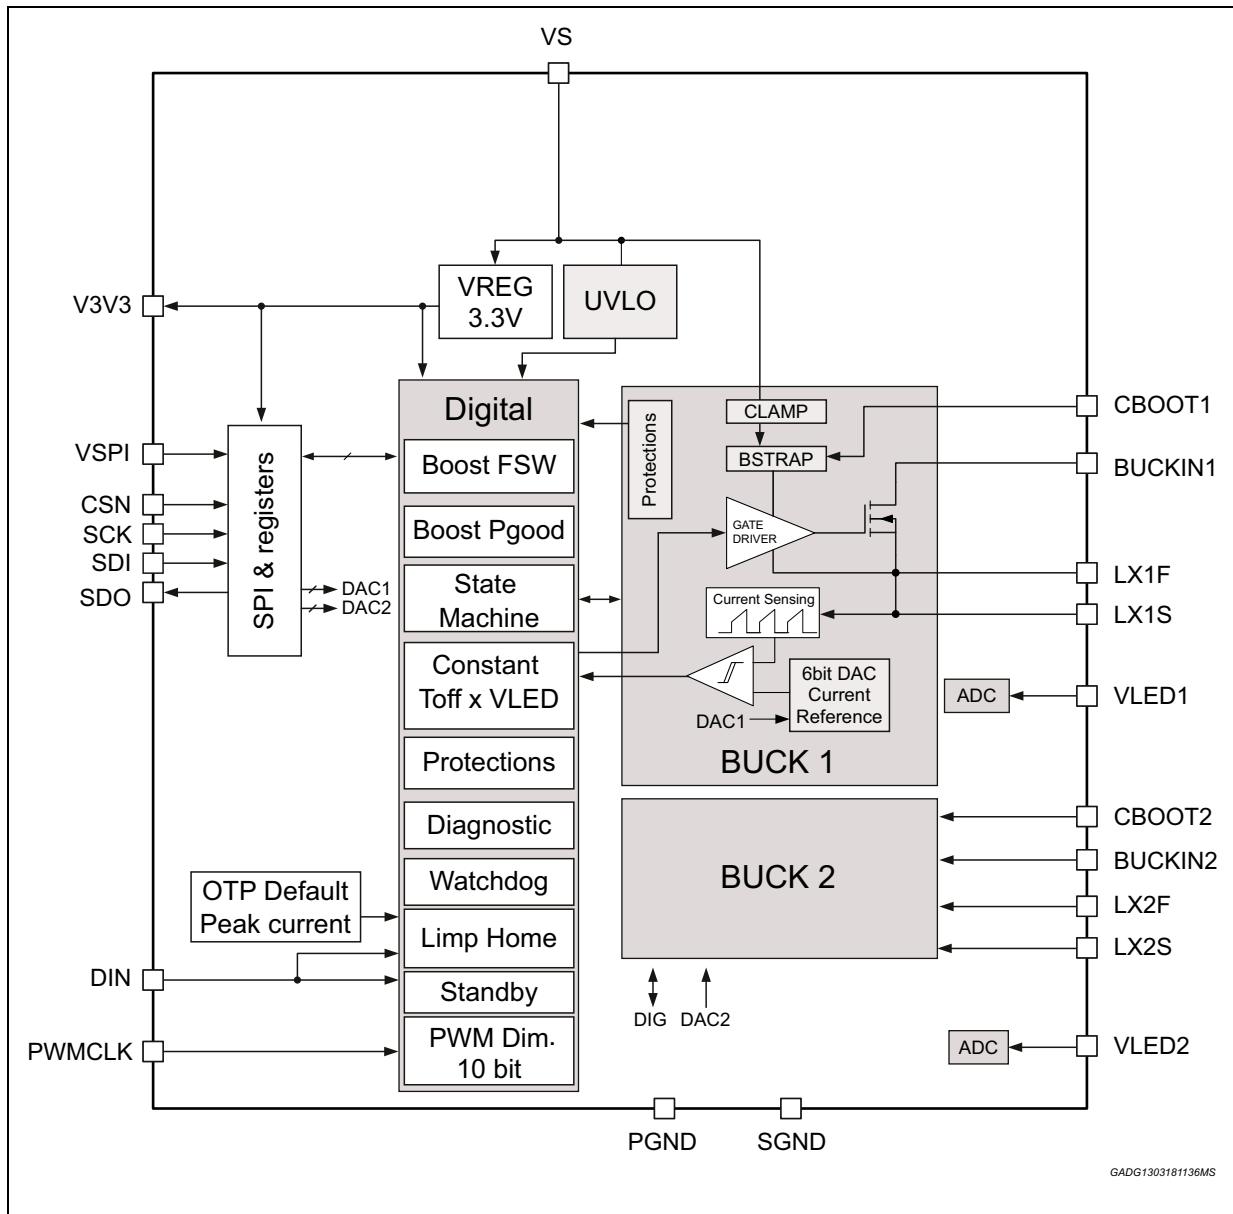 VS
V3V3
VREG
3.3V
UVLO
VSPI
CSN
SCK
SDI
SDO
SPI & registers
DAC1
DAC2
Digital
Boost FSW
Boost Pgood
State
Machine
Constant
Toff x VLED
Protections
Diagnostic
Watchdog
Limp Home
Standby
PWM Dim.
10 bit
OTP Default
Peak current
DIN
PWMCLK
Protections
CLAMP
BSTRAP
GATE
DRIVER
Current Sensing
6bit DAC
Current
Reference
DAC1
BUCK 1
BUCK 2
DIG
DAC2
CBOOT1
BUCKIN1
LX1F
LX1S
ADC
VLED1
CBOOT2
BUCKIN2
LX2F
LX2S
ADC
VLED2
PGND
SGND
GADG1303181136MS